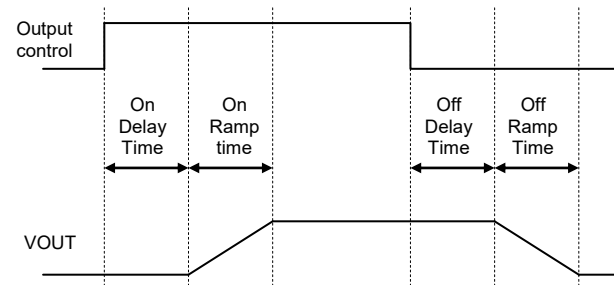 Output
control
On
Delay
Time
On
Ramp
time
Off
Delay
Time
Off
Ramp
Time
VOUT